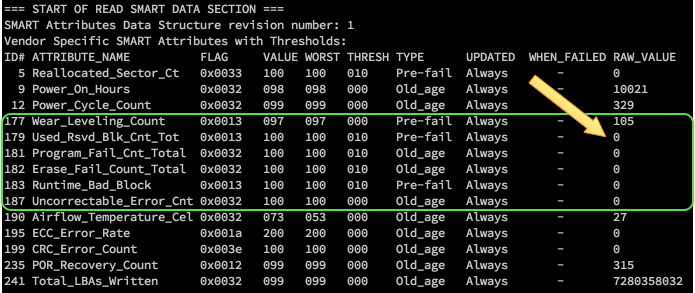 === START OF READ SMART DATA SECTION ===
SMART Attributes Data Structure revision number: 1
Vendor Specific SMART Attributes with Thresholds:
ID# ATTRIBUTE_NAME FLAG VALUE WORST THRESH TYPE UPDATED WHEN_FAILED RAW_VALUE
5 Reallocated_Sector_Ct 0x0033 100 100 010 Pre-fail Always - 0
9 Power_On_Hours 0x0032 098 098 000 Old_age Always - 10021
12 Power_Cycle_Count 0x0032 099 099 000 Old_age Always - 329
177 Wear_Leveling_Count 0x0013 097 097 000 Pre-fail Always - 105
179 Used_Rsvd_Blk_Cnt_Tot 0x0013 100 100 010 Pre-fail Always - 0
181 Program_Fail_Cnt_Total 0x0032 100 100 010 Old_age Always - 0
182 Erase_Fail_Count_Total 0x0032 100 100 010 Old_age Always - 0
183 Runtime_Bad_Block 0x0013 100 100 010 Pre-fail Always - 0
187 Uncorrectable_Error_Cnt 0x0032 100 100 000 Old_age Always - 0
190 Airflow_Temperature_Cel 0x0032 073 053 000 Old_age Always - 27
195 ECC_Error_Rate 0x001a 200 200 000 Old_age Always - 0
199 CRC_Error_Count 0x003e 100 100 000 Old_age Always - 0
235 POR_Recovery_Count 0x0012 099 099 000 Old_age Always - 315
241 Total_LBAs_Written 0x0032 099 099 000 Old_age Always - 7280358032